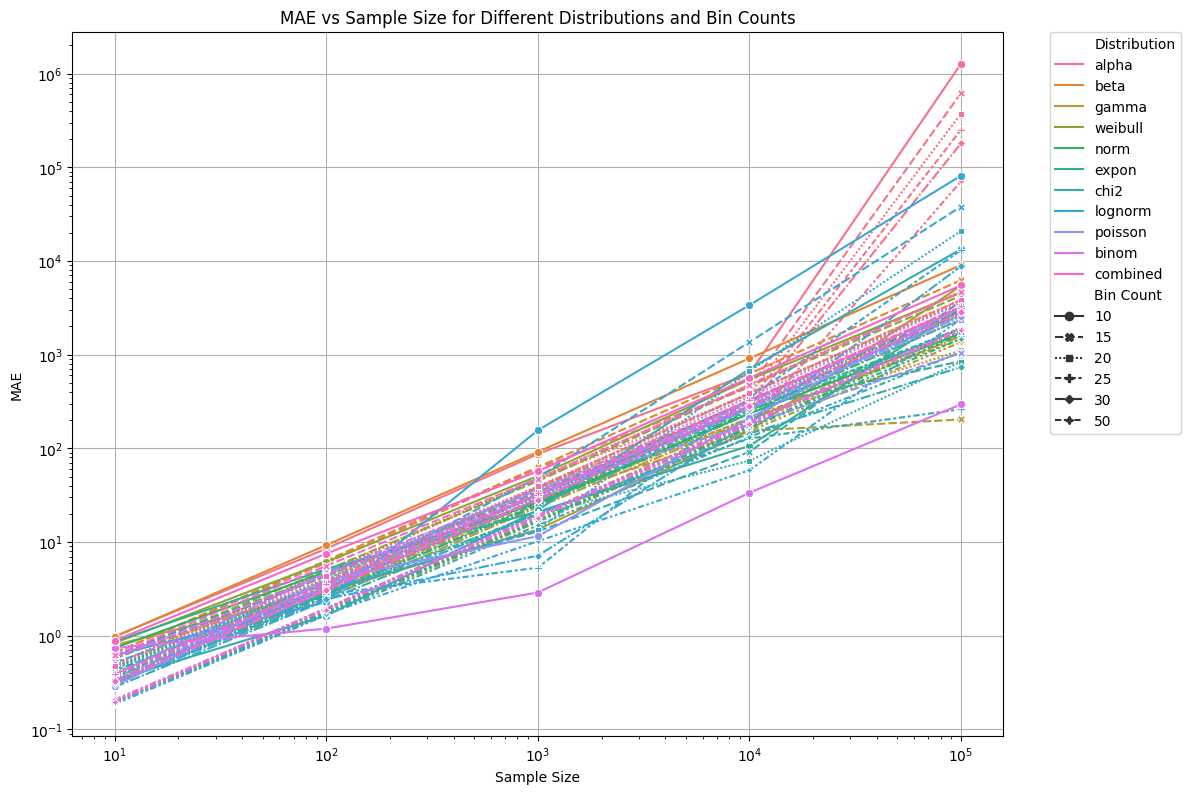 MAE vs Sample Size for Different Distributions and Bin Counts
MAE
10⁶
10⁵
10⁴
10³
10²
10¹
10⁰
10⁻¹
10¹
10²
10³
10⁴
10⁵
Sample Size
Distribution
alpha
beta
gamma
weibull
norm
expon
chi2
lognorm
poisson
binom
combined
Bin Count
10
15
20
25
30
50